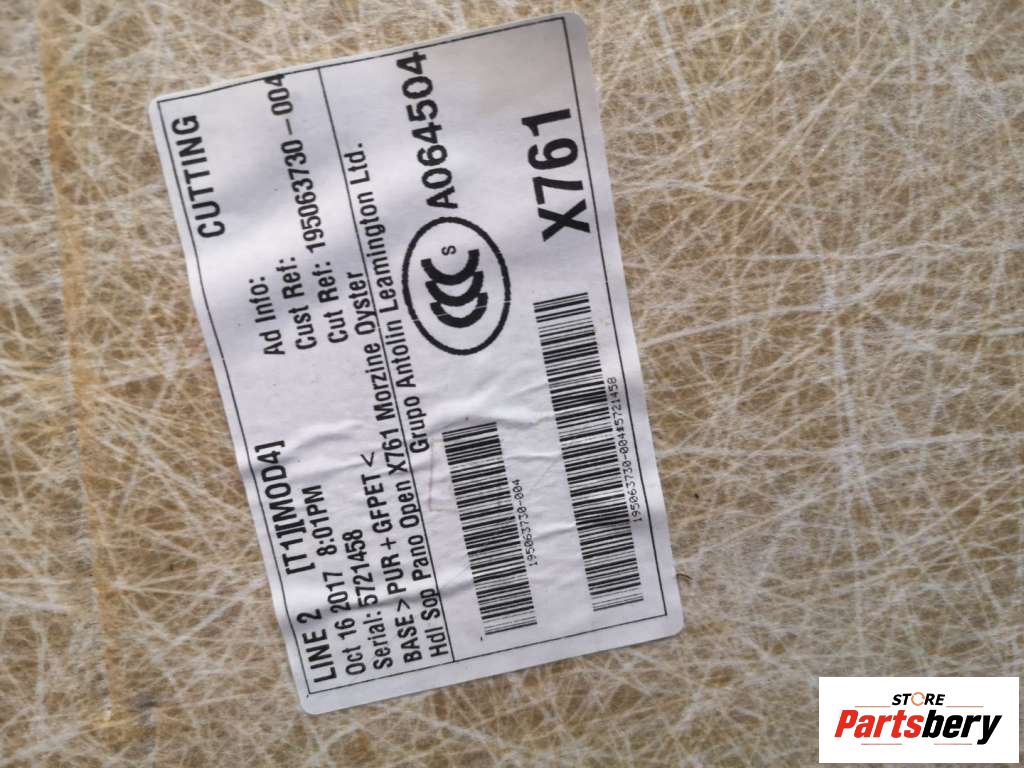 CUTTING
LINE 2 [T1][MOD4] Ad Info:
Oct 16 2017 8:01PM Cust Ref:
Serial: 5721458 Cut Ref: 195063730-004
BASE> PUR + GFPET <
Hdl Sop Pano Open X761 Morzine Oyster
Grupo Antolin Leamington Ltd.
CCC S A064504
195063730-004
X761
195063730-004*5721458
STORE
Partsbery